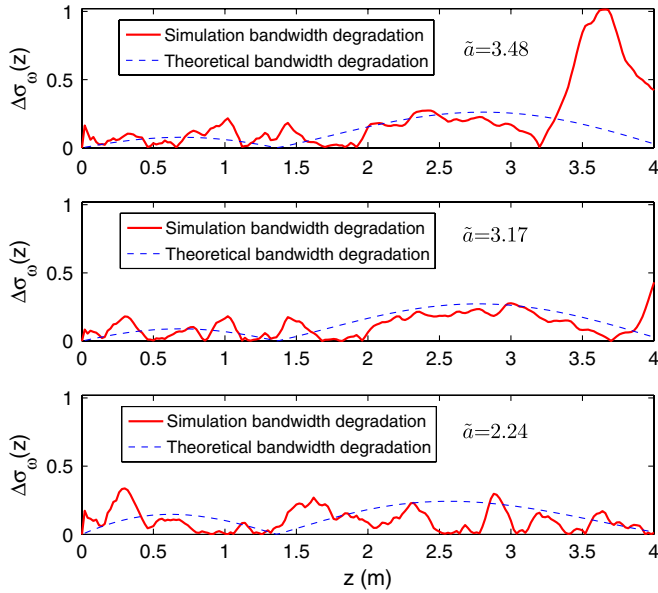 1
0.5
0
Δσ_ω(z)
Simulation bandwidth degradation
Theoretical bandwidth degradation
ã=3.48
0 0.5 1 1.5 2 2.5 3 3.5 4
1
0.5
0
Δσ_ω(z)
Simulation bandwidth degradation
Theoretical bandwidth degradation
ã=3.17
0 0.5 1 1.5 2 2.5 3 3.5 4
1
0.5
0
Δσ_ω(z)
Simulation bandwidth degradation
Theoretical bandwidth degradation
ã=2.24
0 0.5 1 1.5 2 2.5 3 3.5 4
z (m)